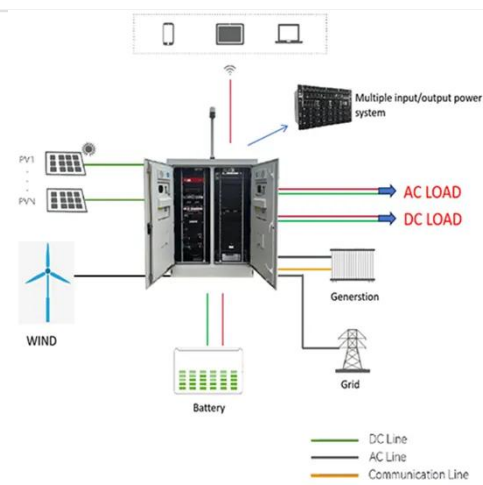 Multiple input/output power
system
PV1
PVN
AC LOAD
DC LOAD
WIND
Generstion
Battery
Grid
DC Line
AC Line
Communication Line